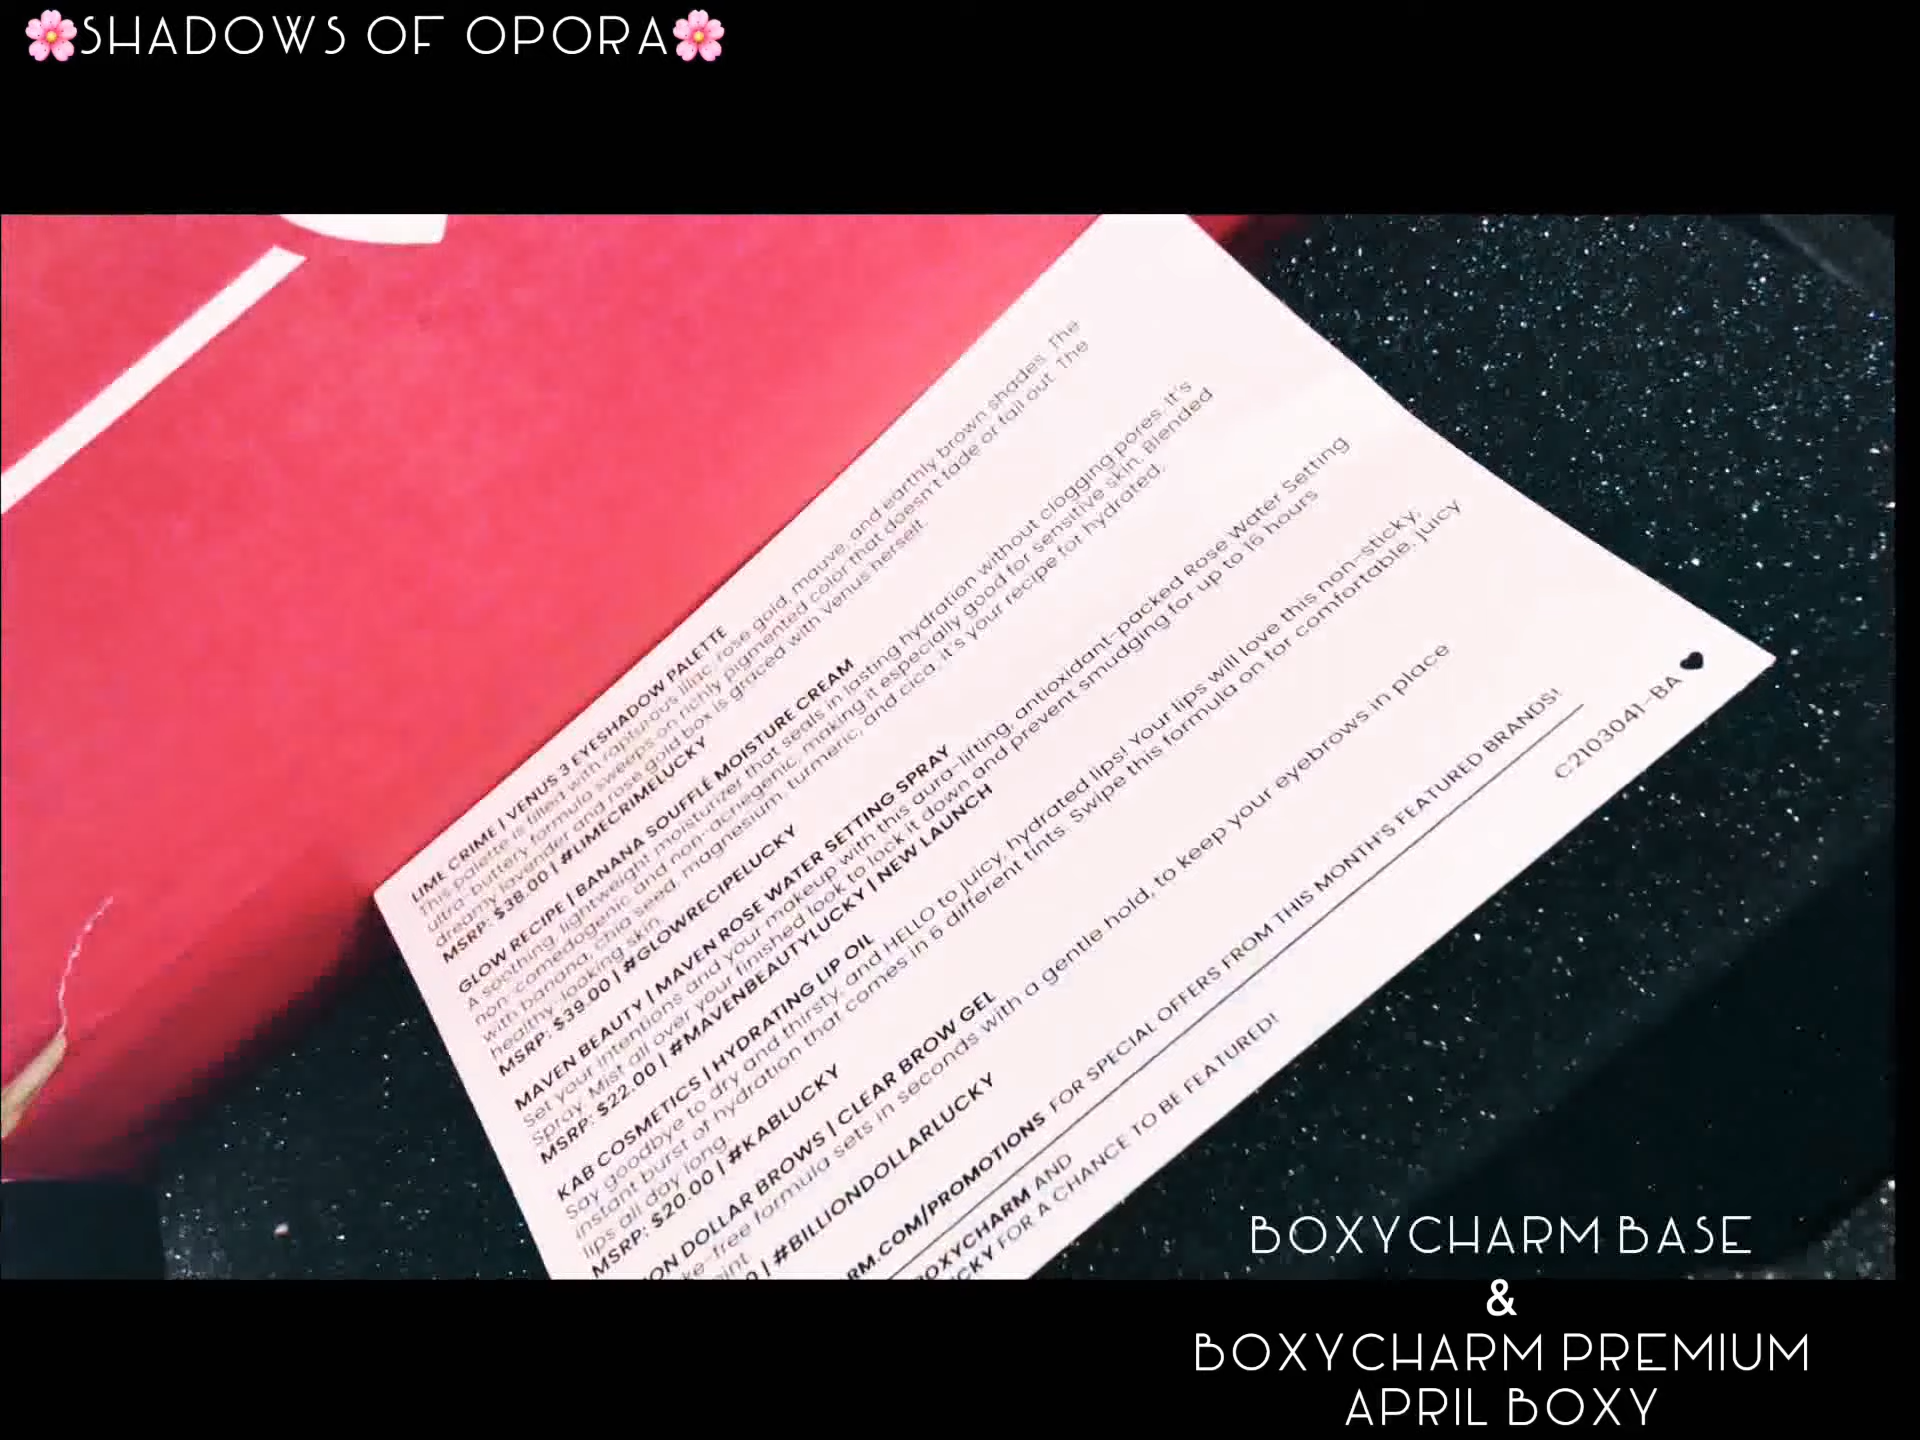 🌸SHADOWS OF OPORA🌸
LIME CRIME | VENUS 3 EYESHADOW PALETTE
This palette is filled with rapturous lilac, rose gold, mauve, and earthly brown shades. The
ultra-buttery formula sweeps on richly pigmented color that doesn't fade or fall out. The
dreamy lavender and rose gold box is graced with Venus herself.
MSRP: $38.00 | #LIMECRIMELUCKY
GLOW RECIPE | BANANA SOUFFLÉ MOISTURE CREAM
A soothing, lightweight moisturizer that seals in lasting hydration without clogging pores. It's
non-comedogenic and non-acnegenic, making it especially good for sensitive skin. Blended
with banana, chia seed, magnesium, turmeric, and cica, it's your recipe for hydrated,
healthy-looking skin.
MSRP: $39.00 | #GLOWRECIPELUCKY
MAVEN BEAUTY | MAVEN ROSE WATER SETTING SPRAY
Set your intentions and your makeup with this aura-lifting, antioxidant-packed Rose Water Setting
Spray. Mist all over your finished look to lock it down and prevent smudging for up to 16 hours
MSRP: $22.00 | #MAVENBEAUTYLUCKY | NEW LAUNCH
KAB COSMETICS | HYDRATING LIP OIL
Say goodbye to dry and thirsty, and HELLO to juicy, hydrated lips! Your lips will love this non-sticky,
instant burst of hydration that comes in 5 different tints. Swipe this formula on for comfortable, juicy
lips all day long.
MSRP: $20.00 | #KABLUCKY
ON DOLLAR BROWS | CLEAR BROW GEL
ke-free formula sets in seconds with a gentle hold, to keep your eyebrows in place
| #BILLIONDOLLARLUCKY
RM.COM/PROMOTIONS FOR SPECIAL OFFERS FROM THIS MONTH'S FEATURED BRANDS!
BOXYCHARM AND
CKY FOR A CHANCE TO BE FEATURED!
C2103041-BA
BOXYCHARM BASE
&
BOXYCHARM PREMIUM
APRIL BOXY